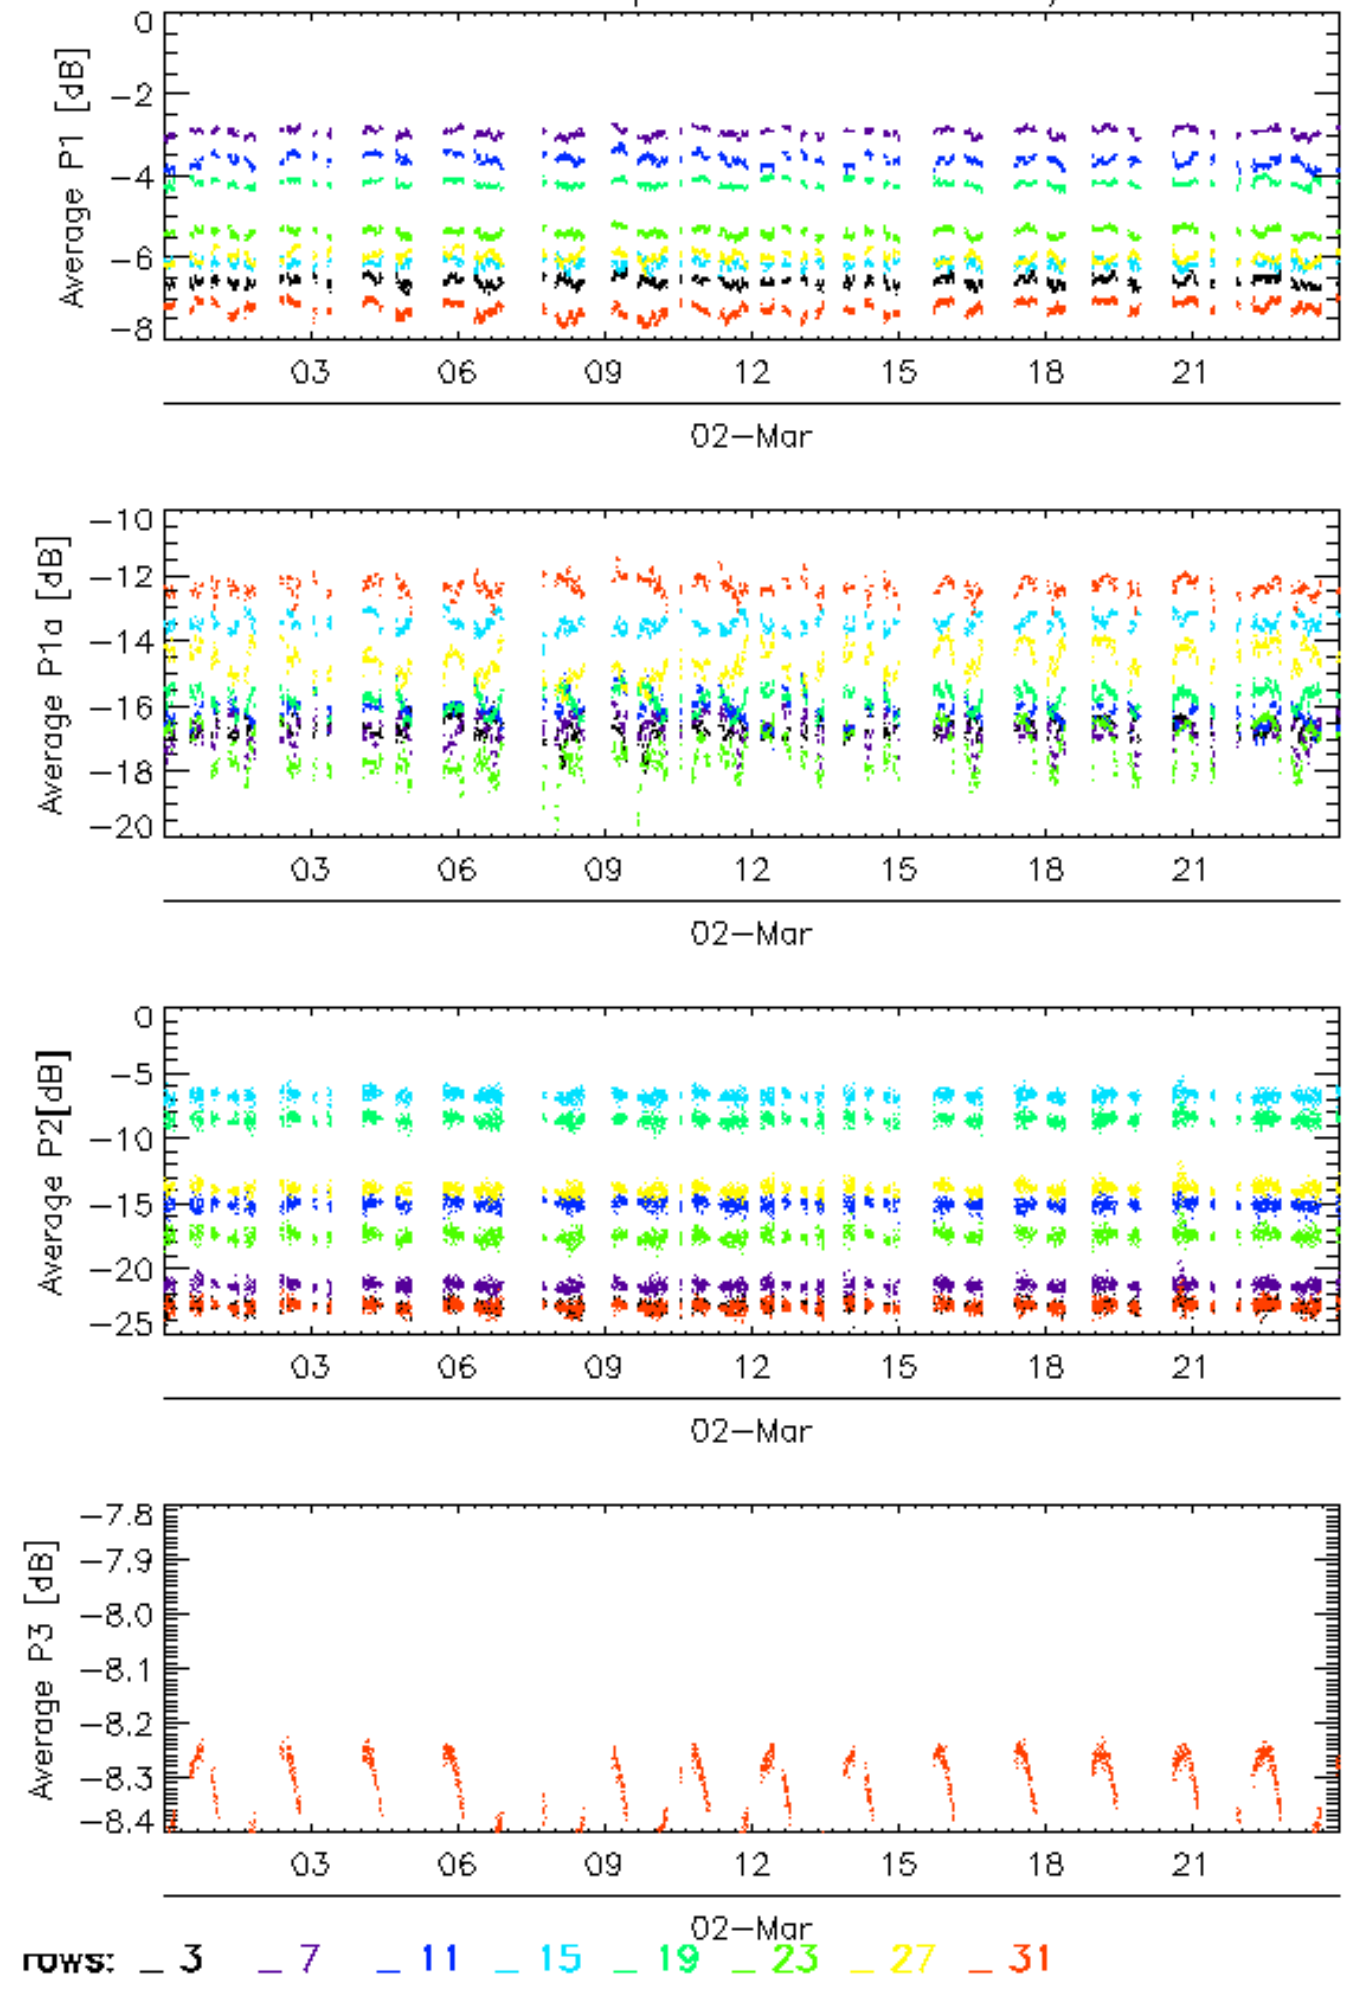 0
−2
−4
−6
−8
Average P1 [dB]
03 06 09 12 15 18 21
02−Mar
−10
−12
−14
−16
−18
−20
Average P1a [dB]
03 06 09 12 15 18 21
02−Mar
0
−5
−10
−15
−20
−25
Average P2[dB]
03 06 09 12 15 18 21
02−Mar
−7.8
−7.9
−8.0
−8.1
−8.2
−8.3
−8.4
Average P3 [dB]
03 06 09 12 15 18 21
02−Mar
rows: _ 3 _ 7 _ 11 _ 15 _ 19 _ 23 _ 27 _ 31